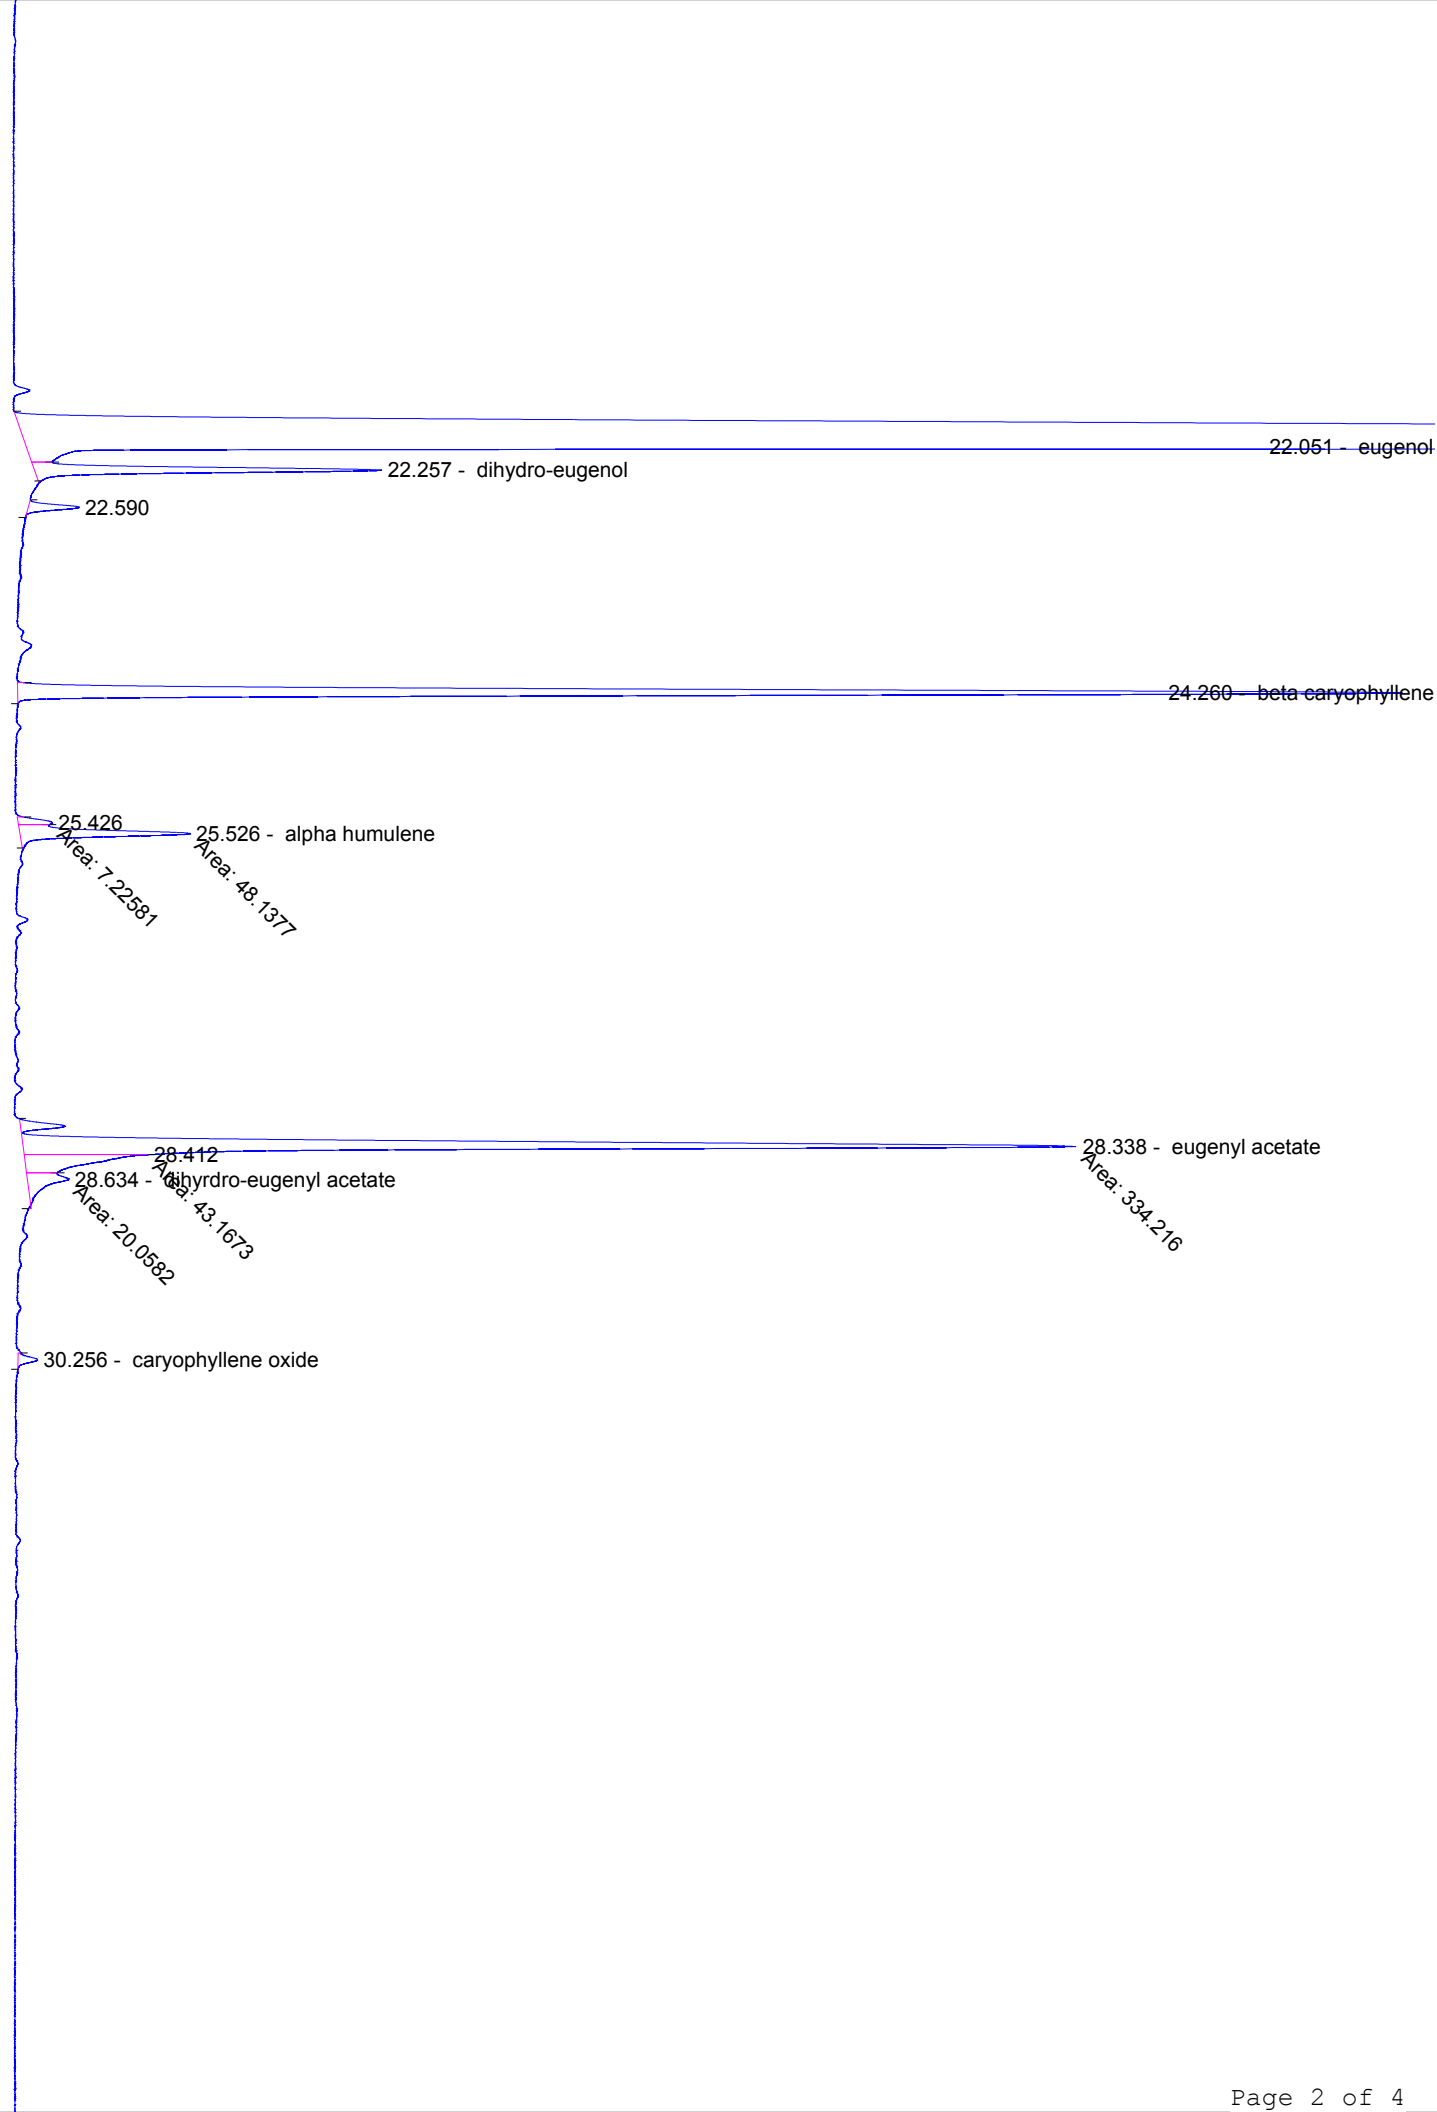 22.051 - eugenol
22.257 - dihydro-eugenol
22.590
24.260 - beta caryophyllene
25.426
Area: 7.22581
25.526 - alpha humulene
Area: 48.1377
28.338 - eugenyl acetate
Area: 334.216
28.412
Area: 43.1673
28.634 - dihyrdro-eugenyl acetate
Area: 20.0582
30.256 - caryophyllene oxide
Page 2 of 4